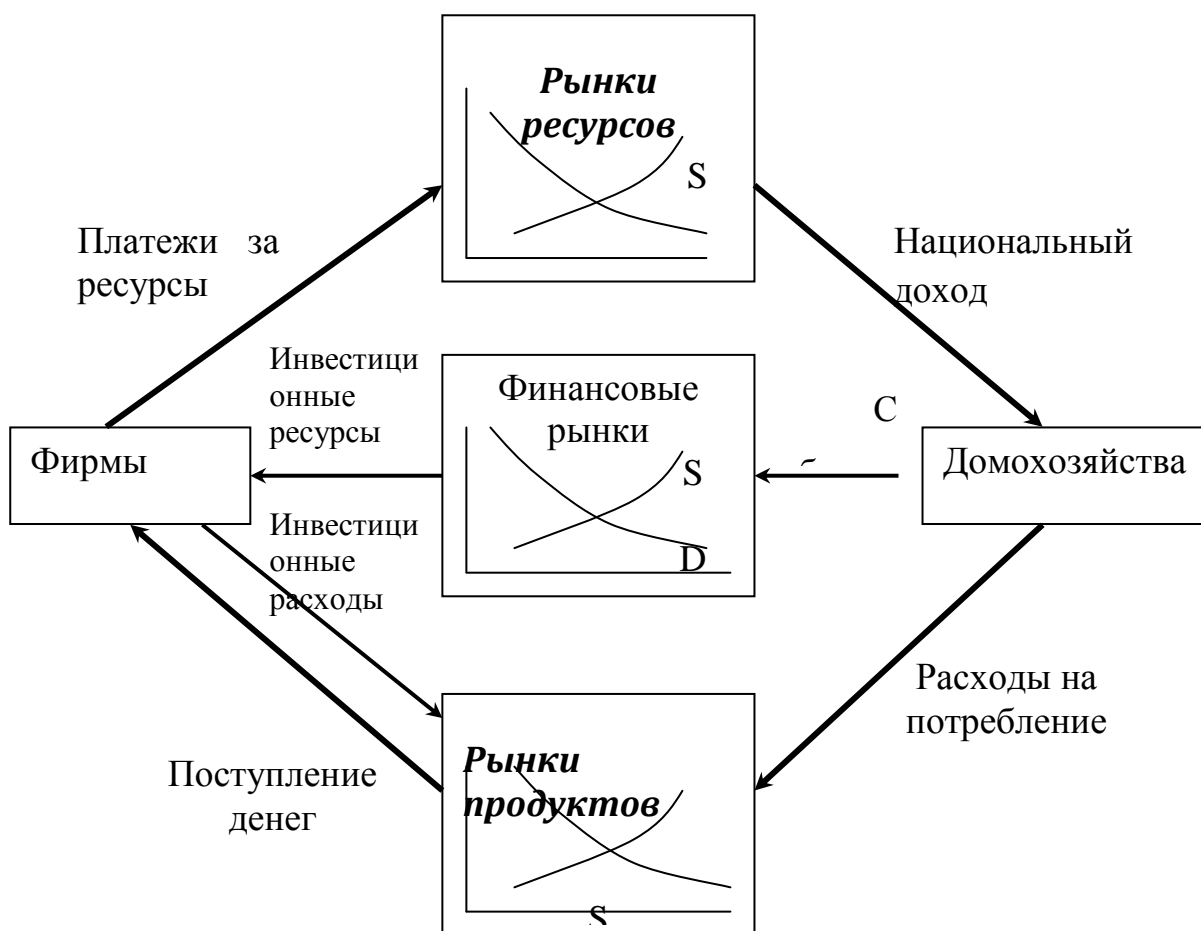 Рынки
ресурсов
S
Платежи за
ресурсы
Национальный
доход
Инвестици
онные
ресурсы
Финансовые
рынки
S
D
С
Фирмы
Домохозяйства
Инвестици
онные
расходы
Расходы на
потребление
Поступление
денег
Рынки
продуктов
S